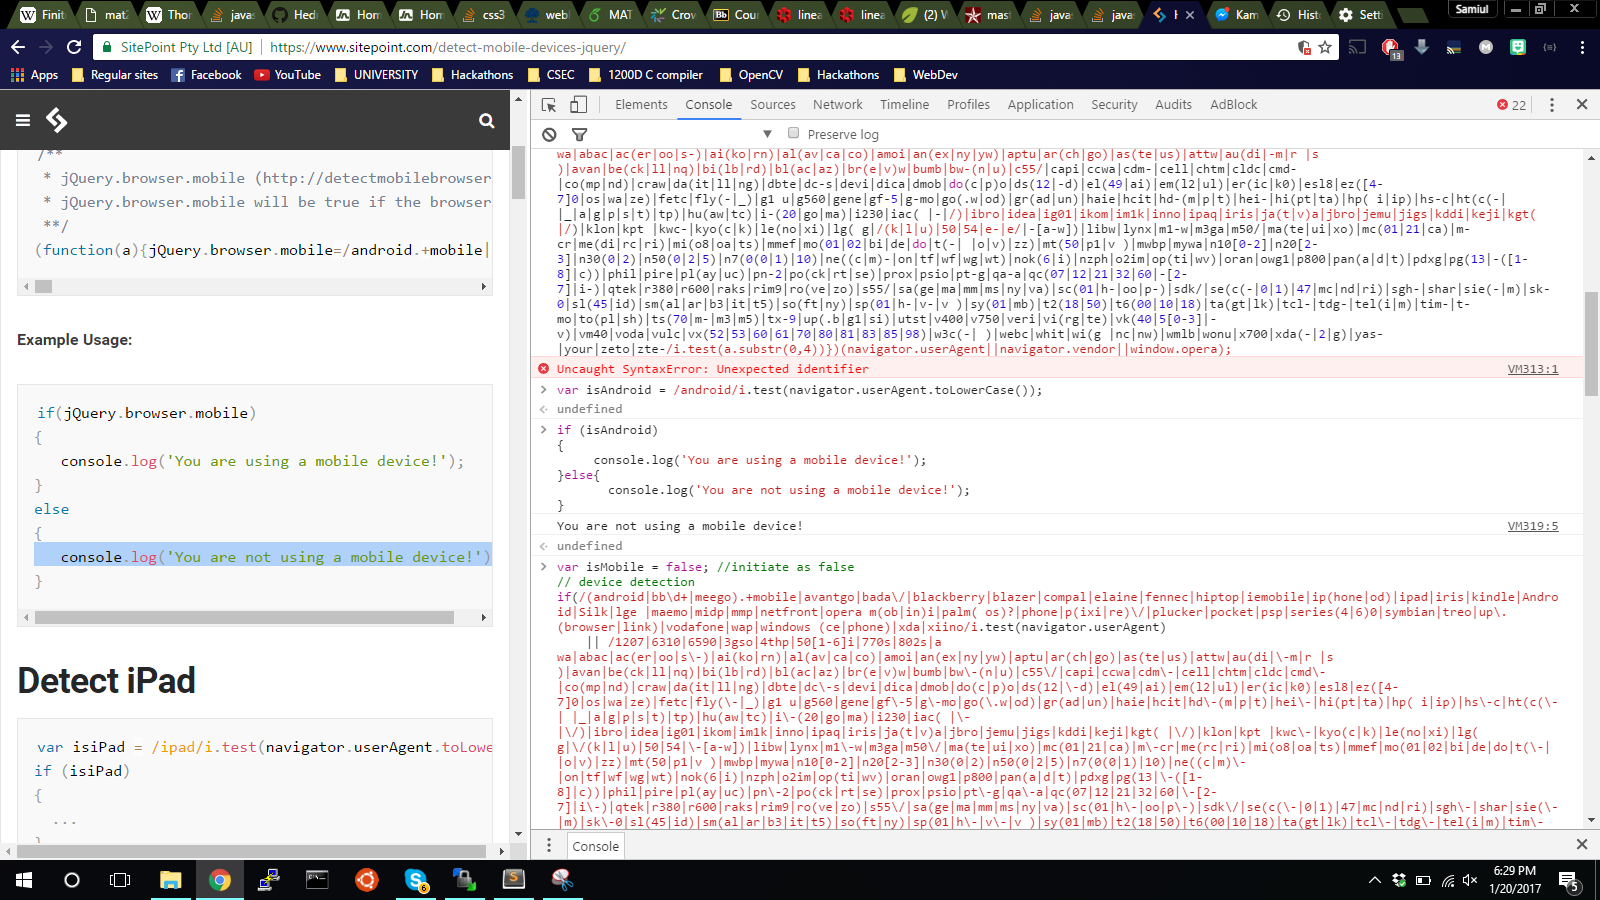 Finit
mat2
Thor
javas
Hedr
Hom
Hom
css3
webl
MAT
Crow
Cour
linea
linea
(2) W
mast
javas
javas
H
Kam
Hist
Setti
Samiul
SitePoint Pty Ltd [AU]
https://www.sitepoint.com/detect-mobile-devices-jquery/
13
Apps
Regular sites
Facebook
YouTube
UNIVERSITY
Hackathons
CSEC
1200D C compiler
OpenCV
Hackathons
WebDev
/**
* jQuery.browser.mobile (http://detectmobilebrowser
* jQuery.browser.mobile will be true if the browser
**/
(function(a){jQuery.browser.mobile=/android.+mobile|
Example Usage:
if(jQuery.browser.mobile)
{
console.log('You are using a mobile device!');
}
else
{
console.log('You are not using a mobile device!')
}
Detect iPad
var isiPad = /ipad/i.test(navigator.userAgent.toLowe
if (isiPad)
{
...
Elements Console Sources Network Timeline Profiles Application Security Audits AdBlock
22
Preserve log
wa|abac|ac(er|oo|s-)|ai(ko|rn)|al(av|ca|co)|amoi|an(ex|ny|yw)|aptu|ar(ch|go)|as(te|us)|attw|au(di|-m|r |s
)|avan|be(ck|ll|nq)|bi(lb|rd)|bl(ac|az)|br(e|v)w|bumb|bw-(n|u)|c55/|capi|ccwa|cdm-|cell|chtm|cldc|cmd-
|co(mp|nd)|craw|da(it|ll|ng)|dbte|dc-s|devi|dica|dmob|do(c|p)o|ds(12|-d)|el(49|ai)|em(l2|ul)|er(ic|k0)|esl8|ez([4-
7]0|os|wa|ze)|fetc|fly(-|_)|g1 u|g560|gene|gf-5|g-mo|go(.w|od)|gr(ad|un)|haie|hcit|hd-(m|p|t)|hei-|hi(pt|ta)|hp( i|ip)|hs-c|ht(c(-|
|_|a|g|p|s|t)|tp)|hu(aw|tc)|i-(20|go|ma)|i230|iac( |-|/)|ibro|idea|ig01|ikom|im1k|inno|ipaq|iris|ja(t|v)a|jbro|jemu|jigs|kddi|keji|kgt(
|/)|klon|kpt |kwc-|kyo(c|k)|le(no|xi)|lg( g|/(k|l|u)|50|54|e-|e/|-[a-w])|libw|lynx|m1-w|m3ga|m50/|ma(te|ui|xo)|mc(01|21|ca)|m-
cr|me(di|rc|ri)|mi(o8|oa|ts)|mmef|mo(01|02|bi|de|do|t(-| |o|v)|zz)|mt(50|p1|v )|mwbp|mywa|n10[0-2]|n20[2-
3]|n30(0|2)|n50(0|2|5)|n7(0(0|1)|10)|ne((c|m)-|on|tf|wf|wg|wt)|nok(6|i)|nzph|o2im|op(ti|wv)|oran|owg1|p800|pan(a|d|t)|pdxg|pg(13|-([1-
8]|c))|phil|pire|pl(ay|uc)|pn-2|po(ck|rt|se)|prox|psio|pt-g|qa-a|qc(07|12|21|32|60|-[2-
7]|i-)|qtek|r380|r600|raks|rim9|ro(ve|zo)|s55/|sa(ge|ma|mm|ms|ny|va)|sc(01|h-|oo|p-)|sdk/|se(c(-|0|1)|47|mc|nd|ri)|sgh-|shar|sie(-|m)|sk-
0|sl(45|id)|sm(al|ar|b3|it|t5)|so(ft|ny)|sp(01|h-|v-|v )|sy(01|mb)|t2(18|50)|t6(00|10|18)|ta(gt|lk)|tcl-|tdg-|tel(i|m)|tim-|t-
mo|to(pl|sh)|ts(70|m-|m3|m5)|tx-9|up(.b|g1|si)|utst|v400|v750|veri|vi(rg|te)|vk(40|5[0-3]|-
v)|vm40|voda|vulc|vx(52|53|60|61|70|80|81|83|85|98)|w3c(-| )|webc|whit|wi(g |nc|nw)|wmlb|wonu|x700|xda(-|2|g)|yas-
|your|zeto|zte-/i.test(a.substr(0,4))})(navigator.userAgent||navigator.vendor||window.opera);
Uncaught SyntaxError: Unexpected identifier
VM313:1
var isAndroid = /android/i.test(navigator.userAgent.toLowerCase());
undefined
if (isAndroid)
{
console.log('You are using a mobile device!');
}else{
console.log('You are not using a mobile device!');
}
You are not using a mobile device!
VM319:5
undefined
var isMobile = false; //initiate as false
// device detection
if(/(android|bb\d+|meego).+mobile|avantgo|bada\/|blackberry|blazer|compal|elaine|fennec|hiptop|iemobile|ip(hone|od)|ipad|iris|kindle|Andro
id|Silk|lge |maemo|midp|mmp|netfront|opera m(ob|in)i|palm( os)?|phone|p(ixi|re)\/|plucker|pocket|psp|series(4|6)0|symbian|treo|up\.
(browser|link)|vodafone|wap|windows (ce|phone)|xda|xiino/i.test(navigator.userAgent)
|| /1207|6310|6590|3gso|4thp|50[1-6]i|770s|802s|a
wa|abac|ac(er|oo|s\-)|ai(ko|rn)|al(av|ca|co)|amoi|an(ex|ny|yw)|aptu|ar(ch|go)|as(te|us)|attw|au(di|\-m|r |s
)|avan|be(ck|ll|nq)|bi(lb|rd)|bl(ac|az)|br(e|v)w|bumb|bw\-(n|u)|c55\/|capi|ccwa|cdm\-|cell|chtm|cldc|cmd\-
|co(mp|nd)|craw|da(it|ll|ng)|dbte|dc\-s|devi|dica|dmob|do(c|p)o|ds(12|\-d)|el(49|ai)|em(l2|ul)|er(ic|k0)|esl8|ez([4-
7]0|os|wa|ze)|fetc|fly(\-|_)|g1 u|g560|gene|gf\-5|g\-mo|go(\.w|od)|gr(ad|un)|haie|hcit|hd\-(m|p|t)|hei\-|hi(pt|ta)|hp( i|ip)|hs\-c|ht(c(\-
| |_|a|g|p|s|t)|tp)|hu(aw|tc)|i\-(20|go|ma)|i230|iac( |\-
|\/)|ibro|idea|ig01|ikom|im1k|inno|ipaq|iris|ja(t|v)a|jbro|jemu|jigs|kddi|keji|kgt( |\/)|klon|kpt |kwc\-|kyo(c|k)|le(no|xi)|lg(
g|\/(k|l|u)|50|54|\-[a-w])|libw|lynx|m1\-w|m3ga|m50\/|ma(te|ui|xo)|mc(01|21|ca)|m\-cr|me(rc|ri)|mi(o8|oa|ts)|mmef|mo(01|02|bi|de|do|t(\-|
|o|v)|zz)|mt(50|p1|v )|mwbp|mywa|n10[0-2]|n20[2-3]|n30(0|2)|n50(0|2|5)|n7(0(0|1)|10)|ne((c|m)\-
|on|tf|wf|wg|wt)|nok(6|i)|nzph|o2im|op(ti|wv)|oran|owg1|p800|pan(a|d|t)|pdxg|pg(13|\-([1-
8]|c))|phil|pire|pl(ay|uc)|pn\-2|po(ck|rt|se)|prox|psio|pt\-g|qa\-a|qc(07|12|21|32|60|\-[2-
7]|i\-)|qtek|r380|r600|raks|rim9|ro(ve|zo)|s55\/|sa(ge|ma|mm|ms|ny|va)|sc(01|h\-|oo|p\-)|sdk\/|se(c(\-|0|1)|47|mc|nd|ri)|sgh\-|shar|sie(\-
|m)|sk\-0|sl(45|id)|sm(al|ar|b3|it|t5)|so(ft|ny)|sp(01|h\-|v\-|v )|sy(01|mb)|t2(18|50)|t6(00|10|18)|ta(gt|lk)|tcl\-|tdg\-|tel(i|m)|tim\-
Console
6
6:29 PM
1/20/2017
5